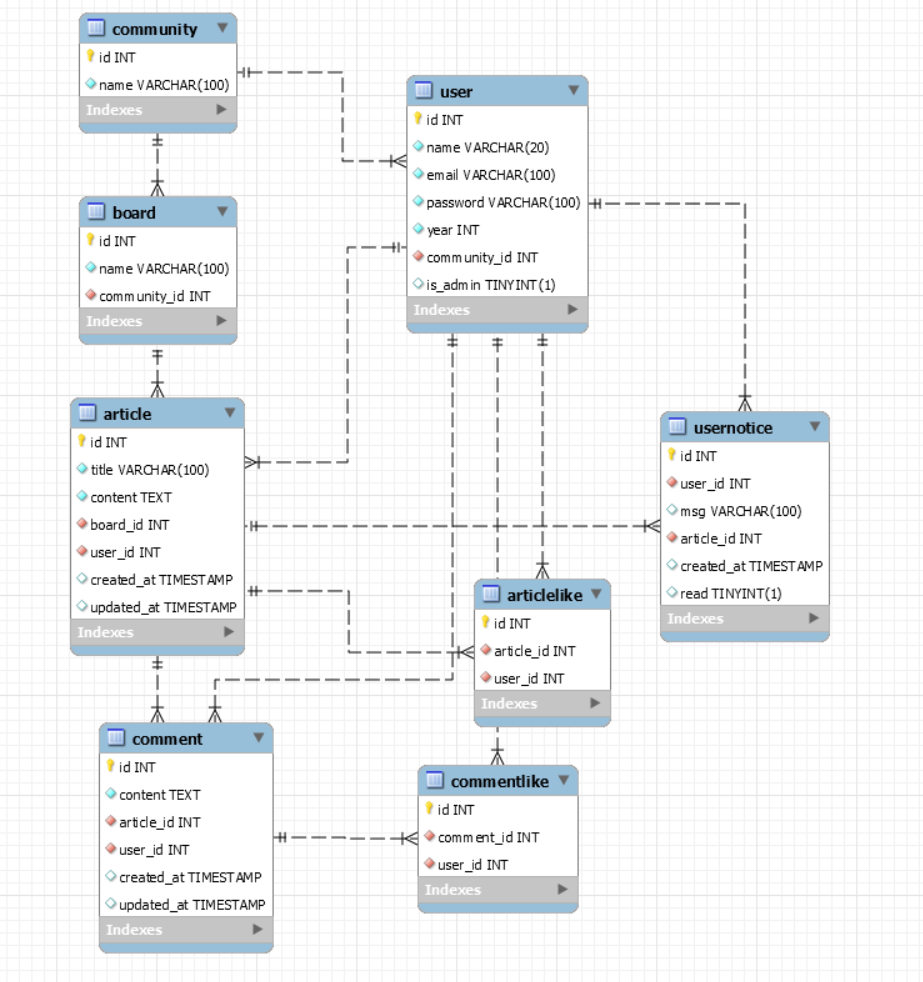 community
id INT
name VARCHAR(100)
Indexes
user
id INT
name VARCHAR(20)
email VARCHAR(100)
password VARCHAR(100)
year INT
community_id INT
is_admin TINYINT(1)
Indexes
board
id INT
name VARCHAR(100)
community_id INT
Indexes
article
id INT
title VARCHAR(100)
content TEXT
board_id INT
user_id INT
created_at TIMESTAMP
updated_at TIMESTAMP
Indexes
usernotice
id INT
user_id INT
msg VARCHAR(100)
article_id INT
created_at TIMESTAMP
read TINYINT(1)
Indexes
articlelike
id INT
article_id INT
user_id INT
Indexes
comment
id INT
content TEXT
article_id INT
user_id INT
created_at TIMESTAMP
updated_at TIMESTAMP
Indexes
commentlike
id INT
comment_id INT
user_id INT
Indexes